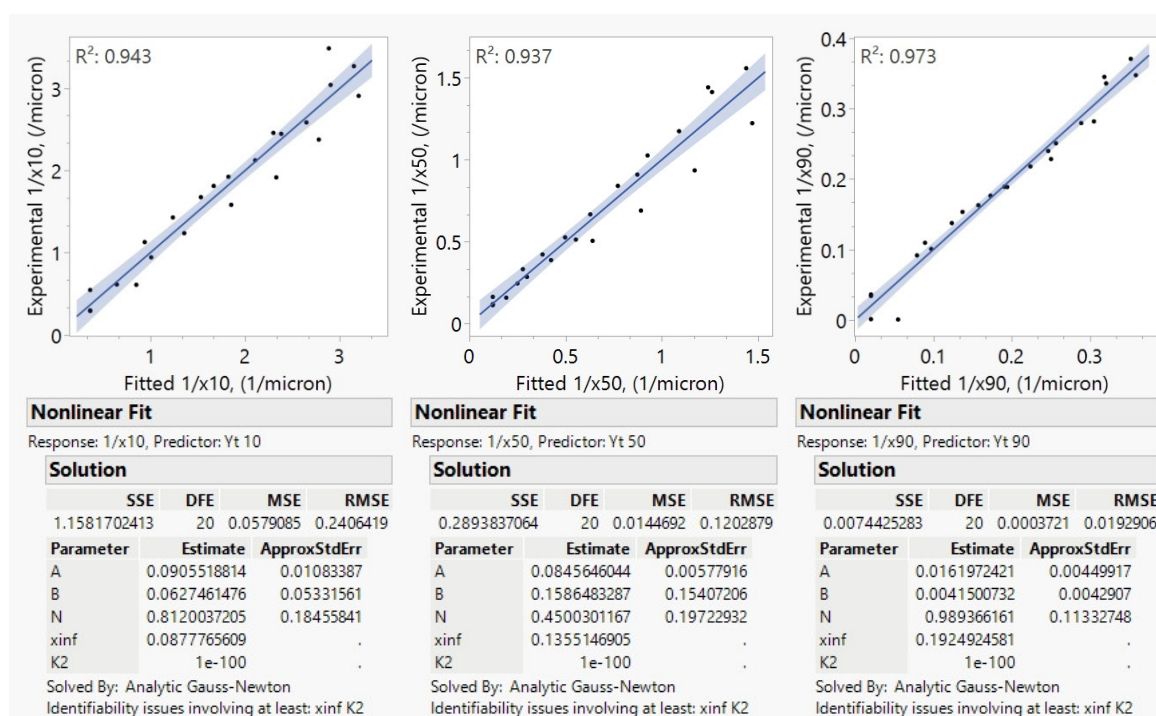 R²: 0.943
Experimental 1/x10, (/micron)
3
2
1
0
1 2 3
Fitted 1/x10, (1/micron)
Nonlinear Fit
Response: 1/x10, Predictor: Yt 10
Solution
SSE DFE MSE RMSE
1.1581702413 20 0.0579085 0.2406419
Parameter Estimate ApproxStdErr
A 0.0905518814 0.01083387
B 0.0627461476 0.05331561
N 0.8120037205 0.18455841
xinf 0.0877765609 .
K2 1e-100 .
Solved By: Analytic Gauss-Newton
Identifiability issues involving at least: xinf K2
R²: 0.937
Experimental 1/x50, (/micron)
1.5
1
0.5
0
0 0.5 1 1.5
Fitted 1/x50, (1/micron)
Nonlinear Fit
Response: 1/x50, Predictor: Yt 50
Solution
SSE DFE MSE RMSE
0.2893837064 20 0.0144692 0.1202879
Parameter Estimate ApproxStdErr
A 0.0845646044 0.00577916
B 0.1586483287 0.15407206
N 0.4500301167 0.19722932
xinf 0.1355146905 .
K2 1e-100 .
Solved By: Analytic Gauss-Newton
Identifiability issues involving at least: xinf K2
R²: 0.973
Experimental 1/x90, (/micron)
0.4
0.3
0.2
0.1
0
0 0.1 0.2 0.3
Fitted 1/x90, (1/micron)
Nonlinear Fit
Response: 1/x90, Predictor: Yt 90
Solution
SSE DFE MSE RMSE
0.0074425283 20 0.0003721 0.0192906
Parameter Estimate ApproxStdErr
A 0.0161972421 0.00449917
B 0.0041500732 0.0042907
N 0.989366161 0.11332748
xinf 0.1924924581 .
K2 1e-100 .
Solved By: Analytic Gauss-Newton
Identifiability issues involving at least: xinf K2